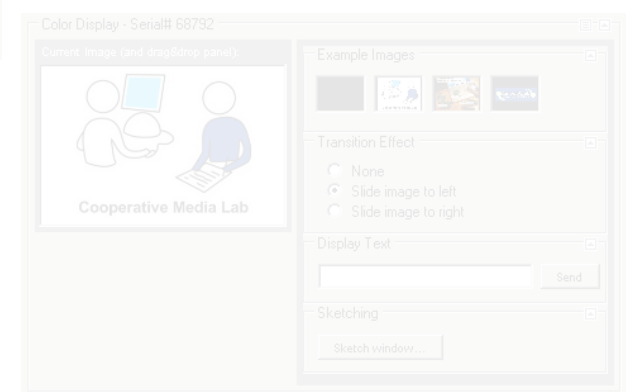 Color Display - Serial# 68792
Current Image (and drag&drop panel):
Cooperative Media Lab
Example Images
Transition Effect
None
Slide image to left
Slide image to right
Display Text
Send
Sketching
Sketch window...